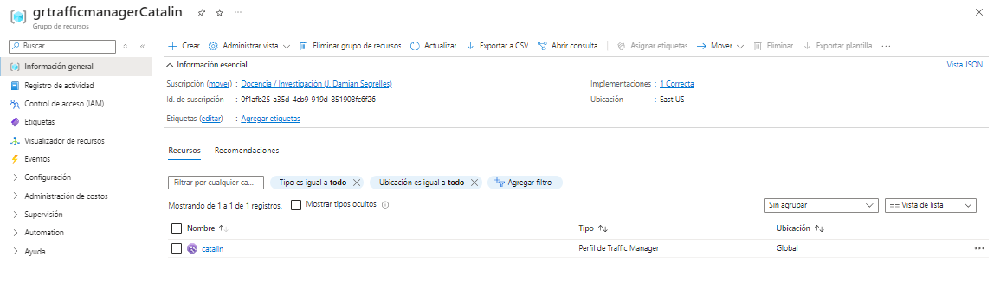 grtrafficmanagerCatalin
Grupo de recursos
Buscar
Crear Administrar vista Eliminar grupo de recursos Actualizar Exportar a CSV Abrir consulta Asignar etiquetas Mover Eliminar Exportar plantilla
Información general
Registro de actividad
Control de acceso (IAM)
Etiquetas
Visualizador de recursos
Eventos
Configuración
Administración de costos
Supervisión
Automation
Ayuda
Información esencial Vista JSON
Suscripción (mover) : Docencia / Investigación (J. Damian Segrelles) Implementaciones : 1 Correcta
Id. de suscripción : 0f1afb25-a35d-4cb9-919d-851908fc6f26 Ubicación : East US
Etiquetas (editar) : Agregar etiquetas
Recursos Recomendaciones
Filtrar por cualquier ca... Tipo es igual a todo Ubicación es igual a todo Agregar filtro
Mostrando de 1 a 1 de 1 registros. Mostrar tipos ocultos Sin agrupar Vista de lista
Nombre Tipo Ubicación
catalin Perfil de Traffic Manager Global